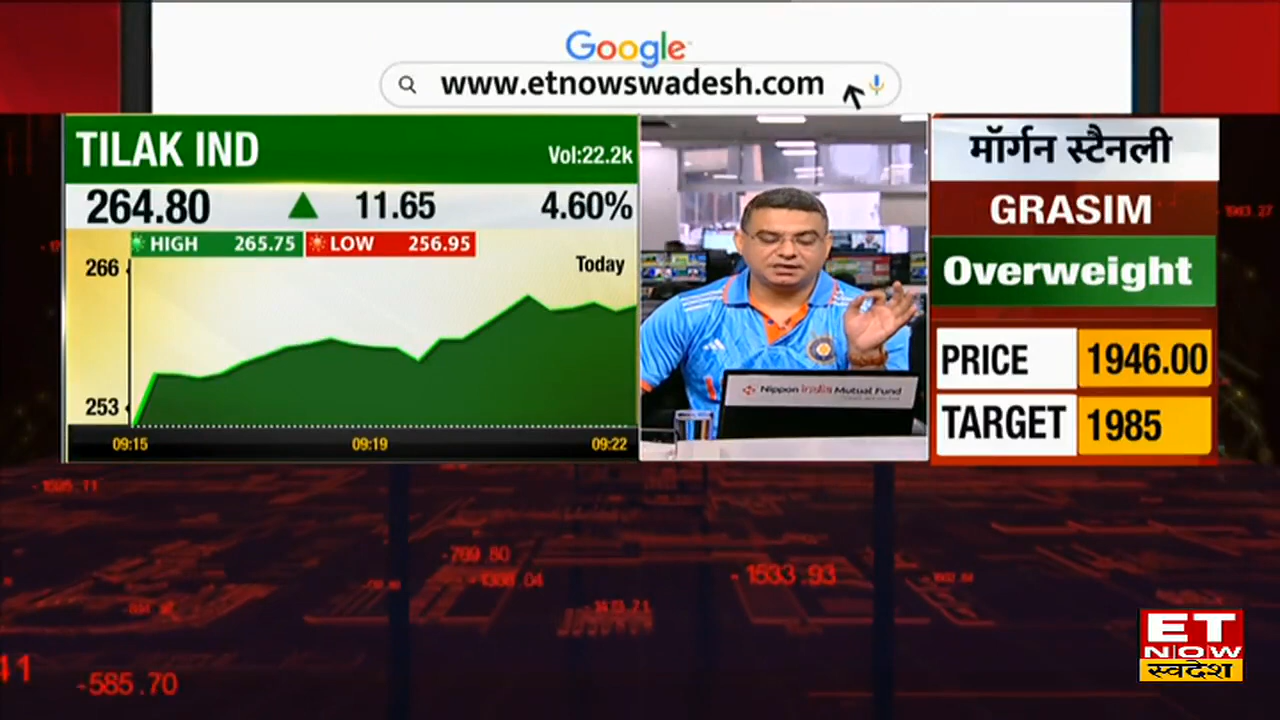 Google
www.etnowswadesh.com
TILAK IND
Vol:22.2k
264.80 ▲ 11.65 4.60%
HIGH 265.75 LOW 256.95
266
Today
253
09:15 09:19 09:22
Nippon india Mutual Fund
मॉर्गन स्टैनली
GRASIM
Overweight
PRICE 1946.00
TARGET 1985
-1533.93
-585.70
41
ET
NOW
स्वदेश